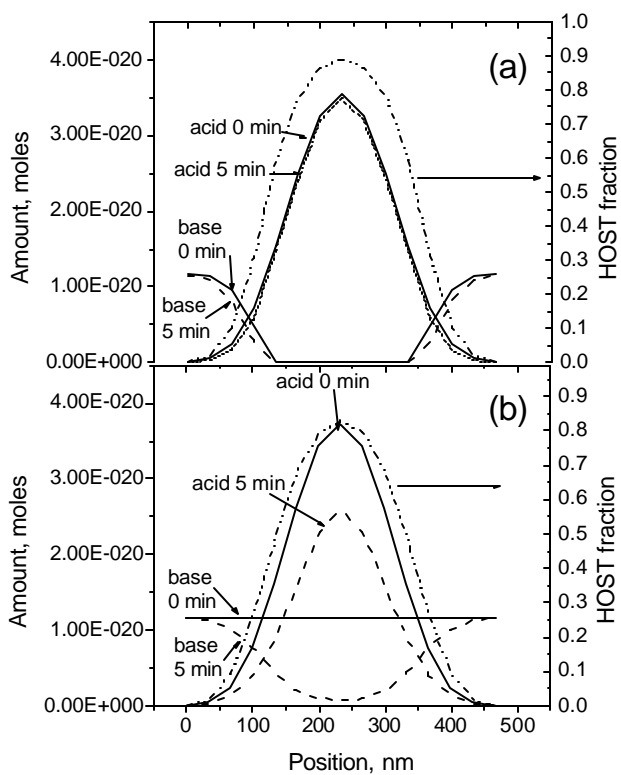 (a)
4.00E-020
3.00E-020
2.00E-020
1.00E-020
0.00E+000
Amount, moles
acid 0 min
acid 5 min
base
0 min
base
5 min
1.0
0.9
0.8
0.7
0.6
0.5
0.4
0.3
0.2
0.1
0.0
HOST fraction
(b)
4.00E-020
3.00E-020
2.00E-020
1.00E-020
0.00E+000
Amount, moles
acid 0 min
acid 5 min
base
0 min
base
5 min
0.9
0.8
0.7
0.6
0.5
0.4
0.3
0.2
0.1
0.0
HOST fraction
0 100 200 300 400 500
Position, nm